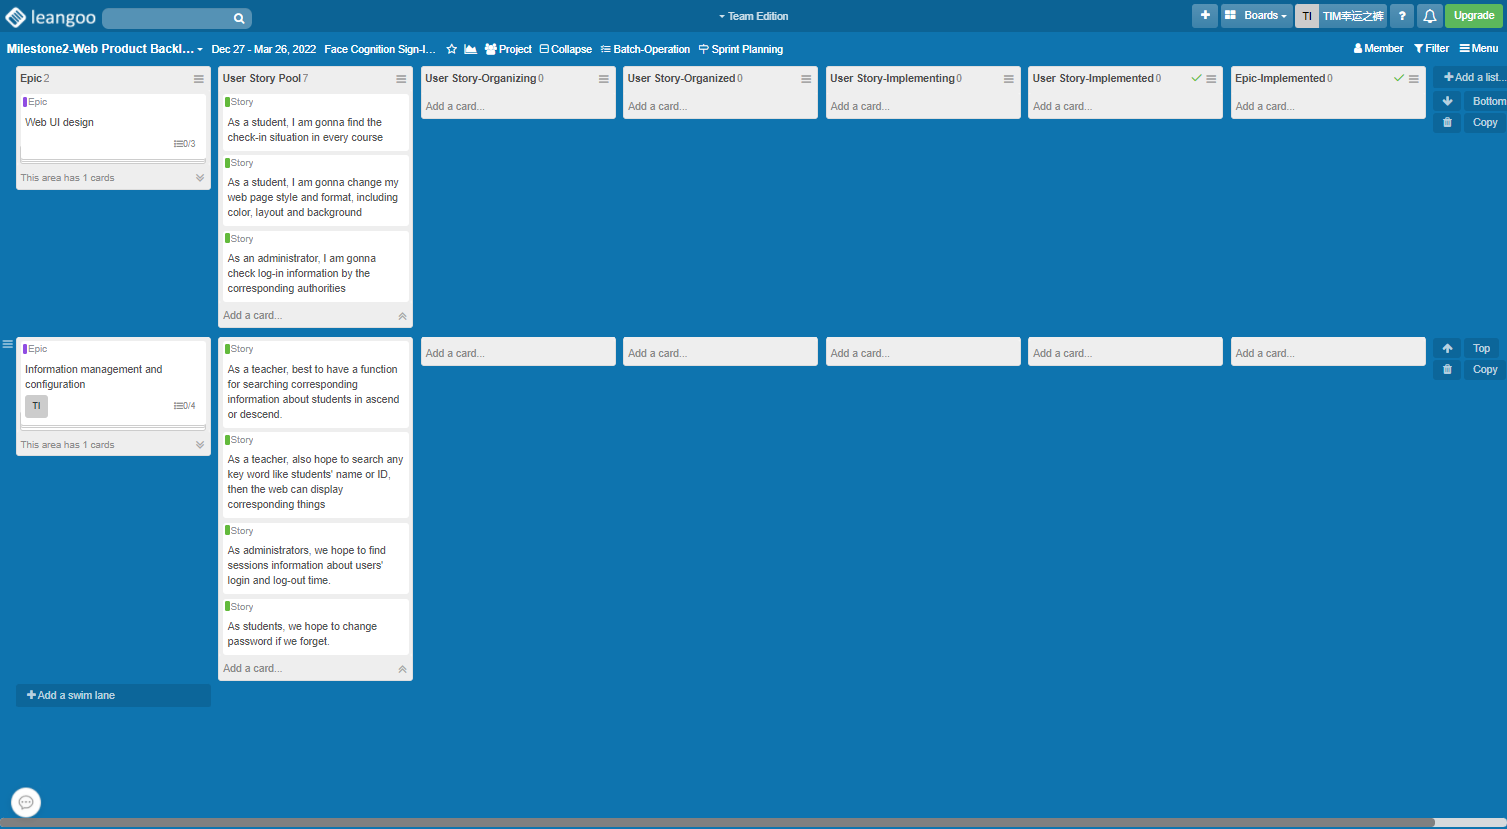 leangoo
Team Edition
Boards
TI
TIM幸运之裤
?
Upgrade
Milestone2-Web Product Backl...
Dec 27 - Mar 26, 2022
Face Cognition Sign-I...
Project
Collapse
Batch-Operation
Sprint Planning
Member
Filter
Menu
Epic 2
User Story Pool 7
User Story-Organizing 0
User Story-Organized 0
User Story-Implementing 0
User Story-Implemented 0
Epic-Implemented 0
Add a list...
Epic
Web UI design
0/3
This area has 1 cards
Story
As a student, I am gonna find the
check-in situation in every course
Story
As a student, I am gonna change my
web page style and format, including
color, layout and background
Story
As an administrator, I am gonna
check log-in information by the
corresponding authorities
Add a card...
Add a card...
Add a card...
Add a card...
Add a card...
Add a card...
Bottom
Copy
Epic
Information management and
configuration
TI
0/4
This area has 1 cards
Story
As a teacher, best to have a function
for searching corresponding
information about students in ascend
or descend.
Story
As a teacher, also hope to search any
key word like students' name or ID,
then the web can display
corresponding things
Story
As administrators, we hope to find
sessions information about users'
login and log-out time.
Story
As students, we hope to change
password if we forget.
Add a card...
Add a card...
Add a card...
Add a card...
Add a card...
Add a card...
Top
Copy
Add a swim lane